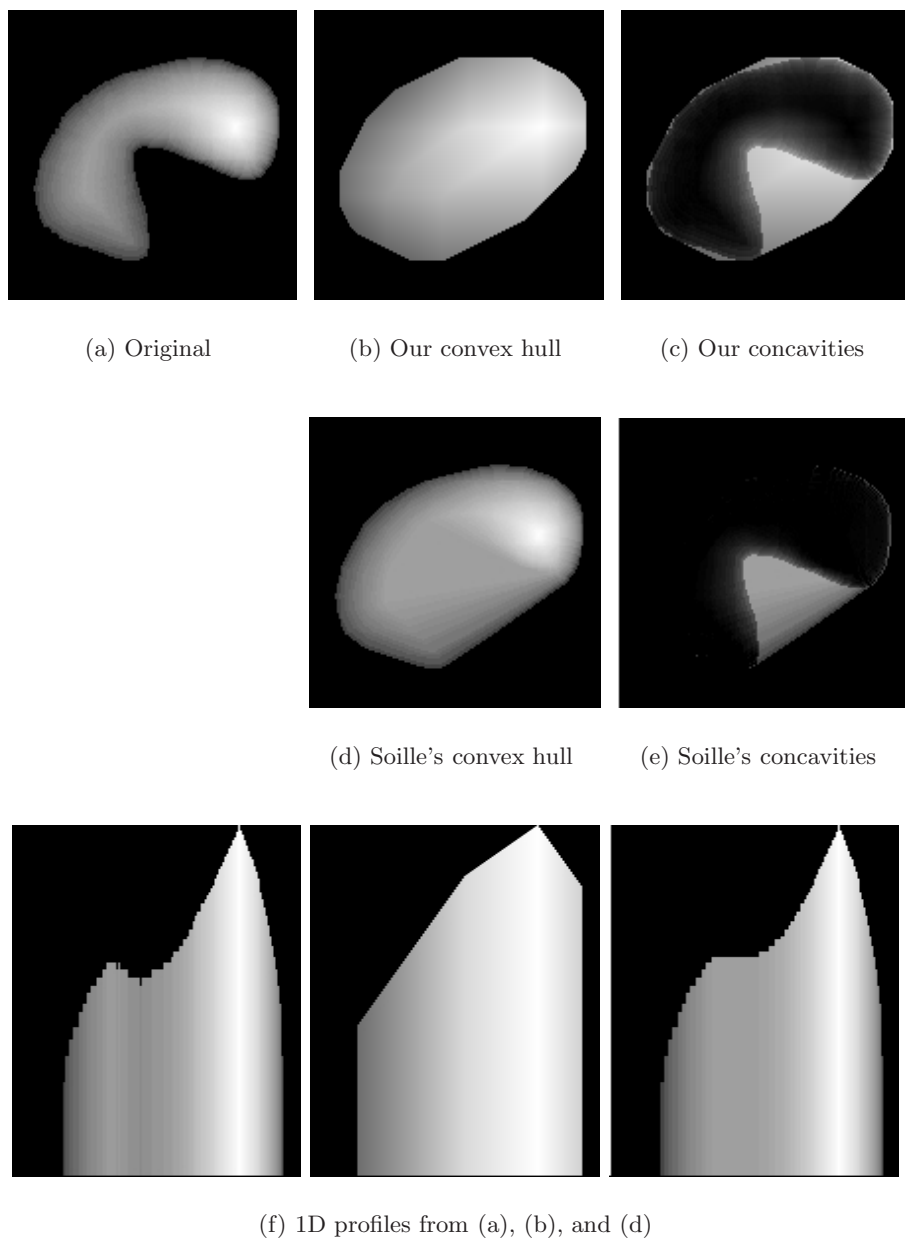 (a) Original
(b) Our convex hull
(c) Our concavities
(d) Soille's convex hull
(e) Soille's concavities
(f) 1D profiles from (a), (b), and (d)